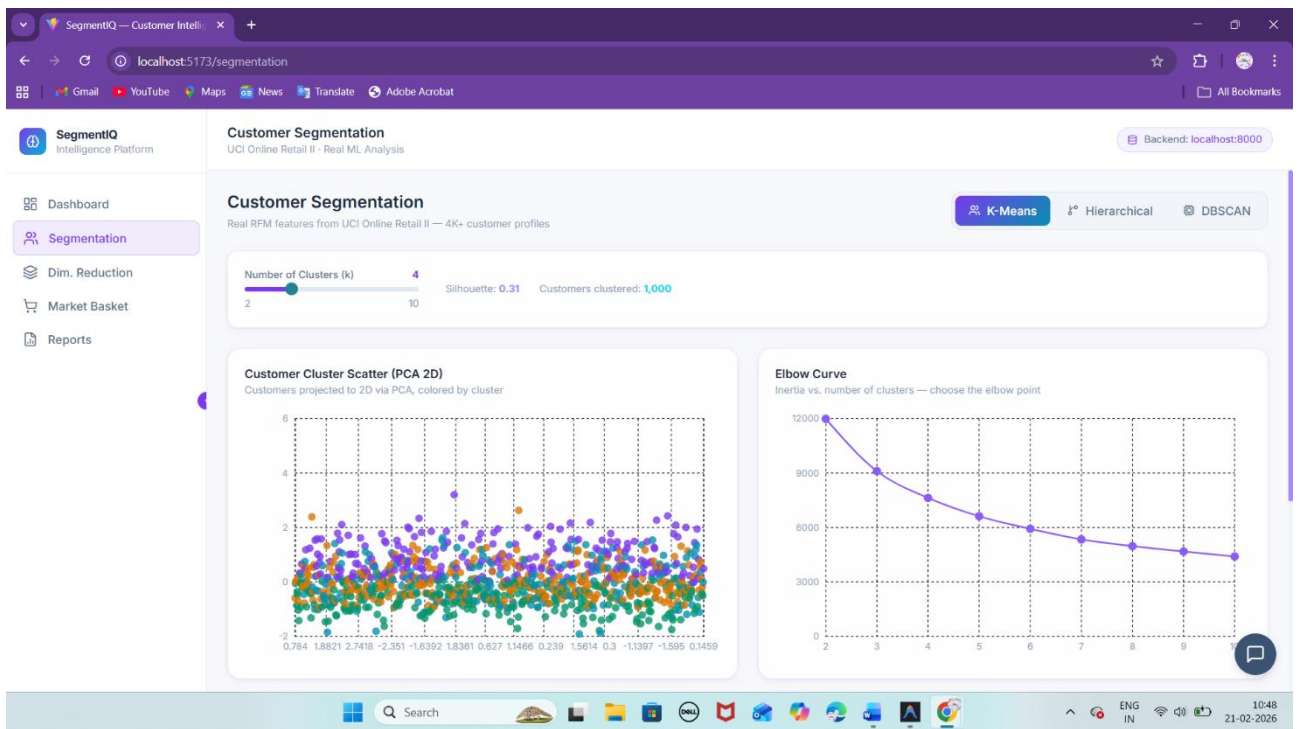 SegmentIQ — Customer Intellig
localhost:5173/segmentation
Gmail YouTube Maps News Translate Adobe Acrobat All Bookmarks
SegmentIQ
Intelligence Platform
Customer Segmentation
UCI Online Retail II · Real ML Analysis
Backend: localhost:8000
Dashboard
Segmentation
Dim. Reduction
Market Basket
Reports
Customer Segmentation
Real RFM features from UCI Online Retail II — 4K+ customer profiles
K-Means Hierarchical DBSCAN
Number of Clusters (k) 4
2 10
Silhouette: 0.31 Customers clustered: 1,000
Customer Cluster Scatter (PCA 2D)
Customers projected to 2D via PCA, colored by cluster
6
4
2
0
-2
0.784 1.8821 2.7418 -2.351 -1.6392 1.8361 0.627 1.1466 0.239 1.5614 0.3 -1.1397 -1.595 0.1459
Elbow Curve
Inertia vs. number of clusters — choose the elbow point
12000
9000
6000
3000
0
2 3 4 5 6 7 8 9
Search
DELL
ENG
IN
10:48
21-02-2026